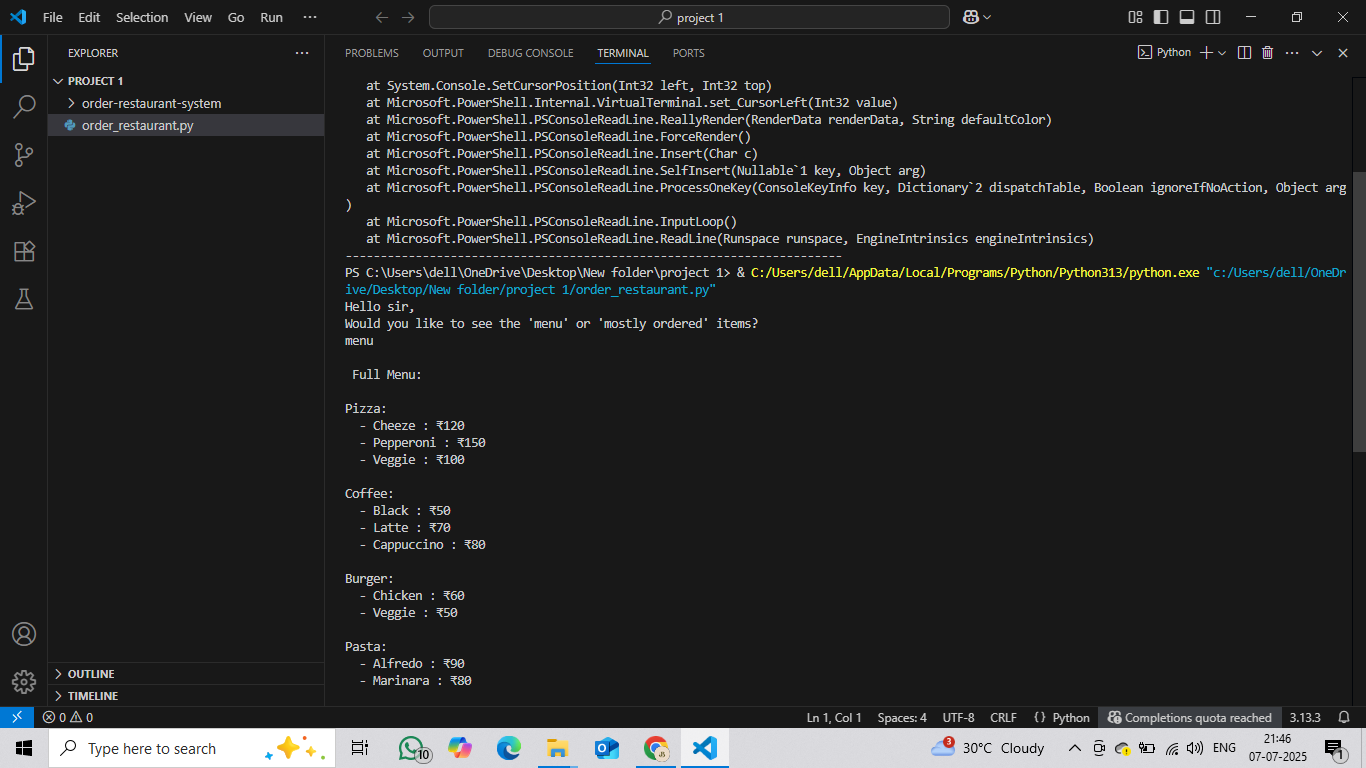 File Edit Selection View Go Run ··· project 1
EXPLORER ···
PROJECT 1
order-restaurant-system
order_restaurant.py
OUTLINE
TIMELINE
PROBLEMS OUTPUT DEBUG CONSOLE TERMINAL PORTS Python ···
at System.Console.SetCursorPosition(Int32 left, Int32 top)
at Microsoft.PowerShell.Internal.VirtualTerminal.set_CursorLeft(Int32 value)
at Microsoft.PowerShell.PSConsoleReadLine.ReallyRender(RenderData renderData, String defaultColor)
at Microsoft.PowerShell.PSConsoleReadLine.ForceRender()
at Microsoft.PowerShell.PSConsoleReadLine.Insert(Char c)
at Microsoft.PowerShell.PSConsoleReadLine.SelfInsert(Nullable`1 key, Object arg)
at Microsoft.PowerShell.PSConsoleReadLine.ProcessOneKey(ConsoleKeyInfo key, Dictionary`2 dispatchTable, Boolean ignoreIfNoAction, Object arg
)
at Microsoft.PowerShell.PSConsoleReadLine.InputLoop()
at Microsoft.PowerShell.PSConsoleReadLine.ReadLine(Runspace runspace, EngineIntrinsics engineIntrinsics)
-----------------------------------------------------------------------
PS C:\Users\dell\OneDrive\Desktop\New folder\project 1> & C:/Users/dell/AppData/Local/Programs/Python/Python313/python.exe "c:/Users/dell/OneDr
ive/Desktop/New folder/project 1/order_restaurant.py"
Hello sir,
Would you like to see the 'menu' or 'mostly ordered' items?
menu
Full Menu:
Pizza:
- Cheeze : ₹120
- Pepperoni : ₹150
- Veggie : ₹100
Coffee:
- Black : ₹50
- Latte : ₹70
- Cappuccino : ₹80
Burger:
- Chicken : ₹60
- Veggie : ₹50
Pasta:
- Alfredo : ₹90
- Marinara : ₹80
0 0 Ln 1, Col 1 Spaces: 4 UTF-8 CRLF {} Python Completions quota reached 3.13.3
Type here to search 10 3 30°C Cloudy ENG 21:46
07-07-2025 1